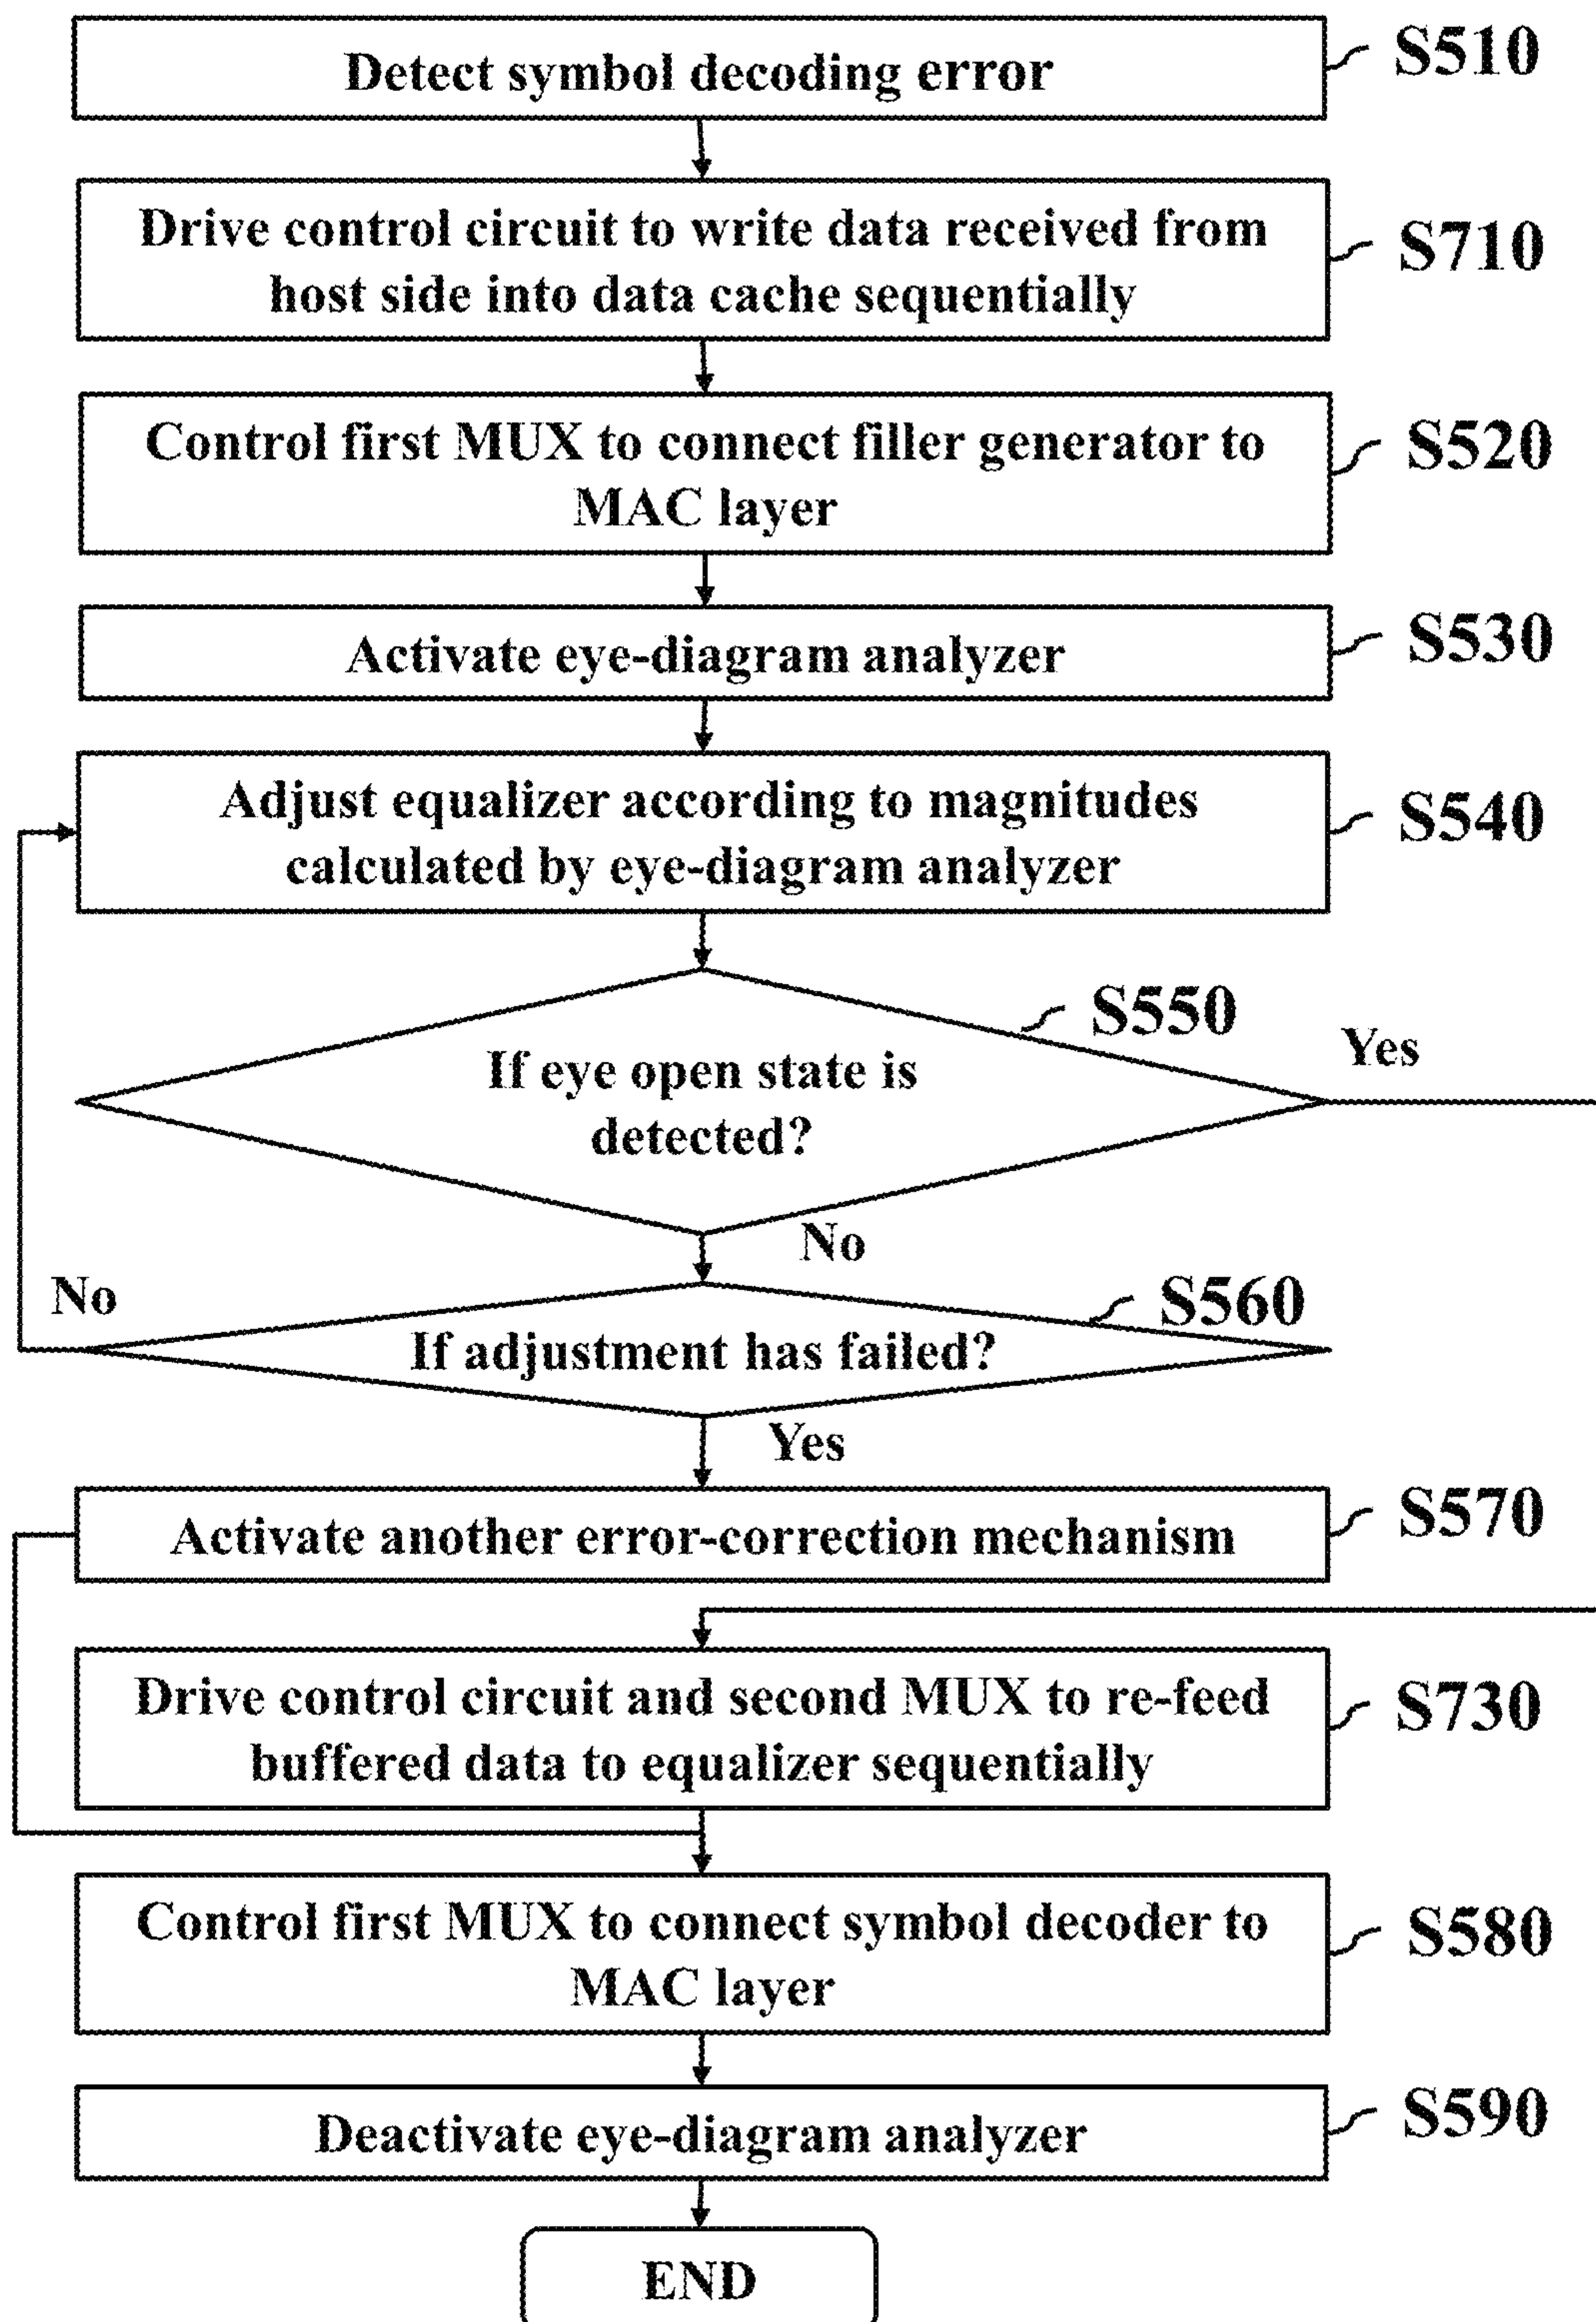 Detect symbol decoding error
S510
Drive control circuit to write data received from
host side into data cache sequentially
S710
Control first MUX to connect filler generator to
MAC layer
S520
Activate eye-diagram analyzer
S530
Adjust equalizer according to magnitudes
calculated by eye-diagram analyzer
S540
S550
Yes
If eye open state is
detected?
No
No
S560
If adjustment has failed?
Yes
Activate another error-correction mechanism
S570
Drive control circuit and second MUX to re-feed
buffered data to equalizer sequentially
S730
Control first MUX to connect symbol decoder to
MAC layer
S580
Deactivate eye-diagram analyzer
S590
END